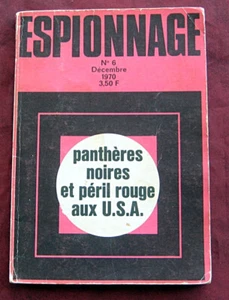 ESPIONNAGE
N° 6
Décembre
1970
3.50 F
panthères
noires
et péril rouge
aux U.S.A.